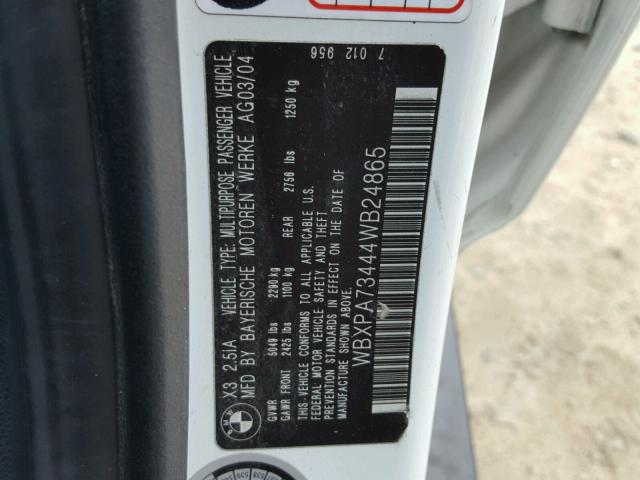 X3 2,5iA VEHICLE TYPE: MULTIPURPOSE PASSENGER VEHICLE
MFD BY BAYERISCHE MOTOREN WERKE AG03/04
GVWR 5049 lbs 2290 kg
GAWR FRONT 2425 lbs 1100 kg REAR 2756 lbs 1250 kg
THIS VEHICLE CONFORMS TO ALL APPLICABLE U.S.
FEDERAL MOTOR VEHICLE SAFETY AND THEFT
PREVENTION STANDARDS IN EFFECT ON THE DATE OF
MANUFACTURE SHOWN ABOVE.
WBXPA73444WB24865
7 012 956
BMW